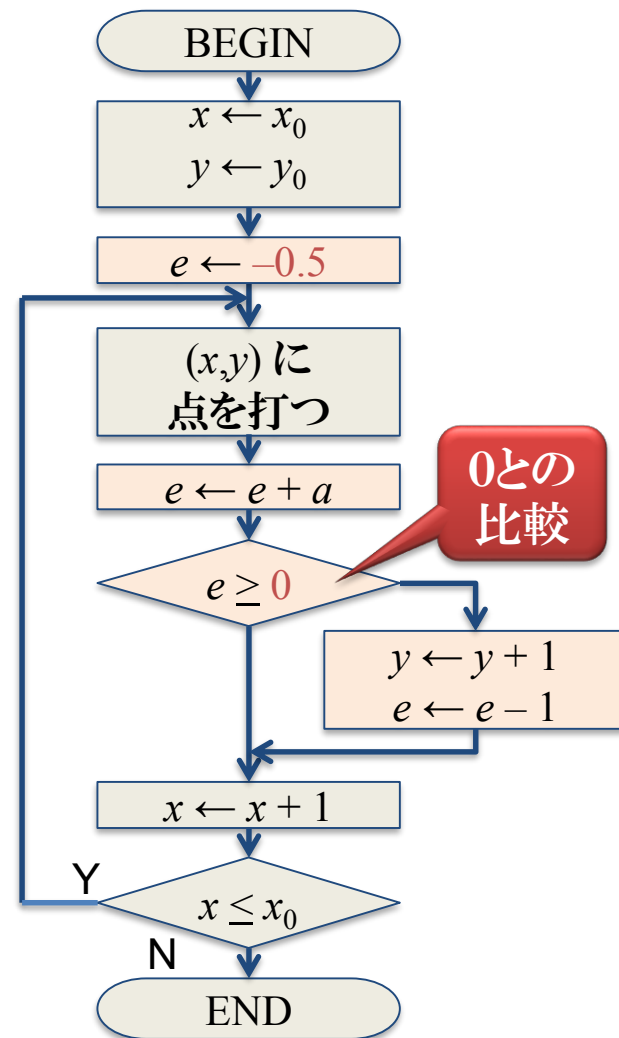 BEGIN
x ← x₀
y ← y₀
e ← –0.5
(x,y) に
点を打つ
e ← e + a
0との
比較
e ≥ 0
y ← y + 1
e ← e – 1
x ← x + 1
Y
x ≤ x₀
N
END